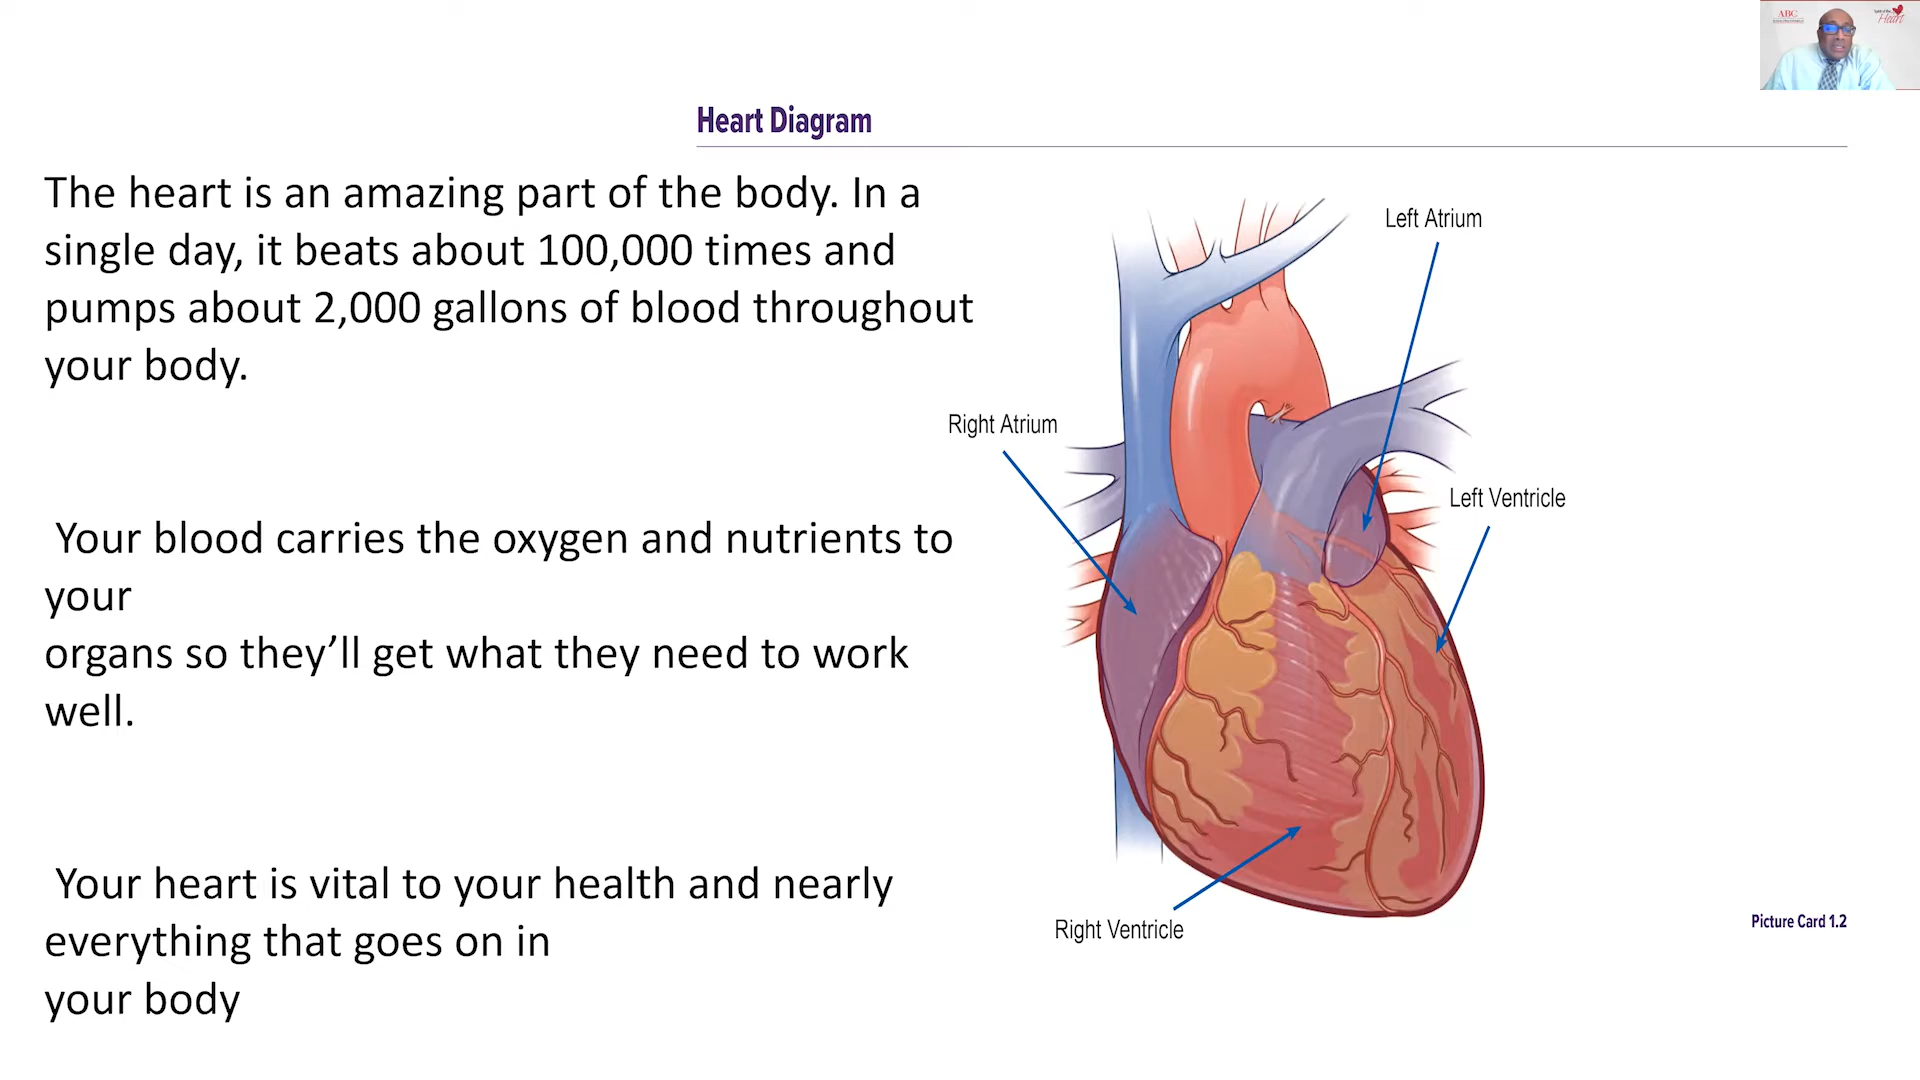 ABC
Heart
Heart Diagram
The heart is an amazing part of the body. In a
single day, it beats about 100,000 times and
pumps about 2,000 gallons of blood throughout
your body.
Your blood carries the oxygen and nutrients to
your
organs so they’ll get what they need to work
well.
Your heart is vital to your health and nearly
everything that goes on in
your body
Left Atrium
Right Atrium
Left Ventricle
Right Ventricle
Picture Card 1.2